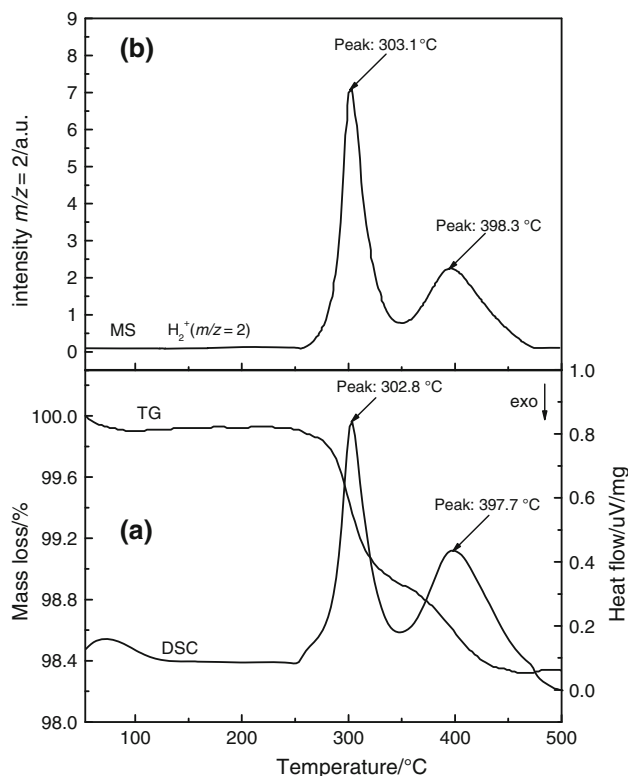 9
8
7
6
5
4
3
2
1
0
intensity m/z = 2/a.u.
(b)
Peak: 303.1 °C
Peak: 398.3 °C
MS
H₂⁺ (m/z = 2)
100.0
99.6
99.2
98.8
98.4
98.0
Mass loss/%
TG
(a)
DSC
Peak: 302.8 °C
Peak: 397.7 °C
exo
1.0
0.8
0.6
0.4
0.2
0.0
Heat flow/uV/mg
100 200 300 400 500
Temperature/°C